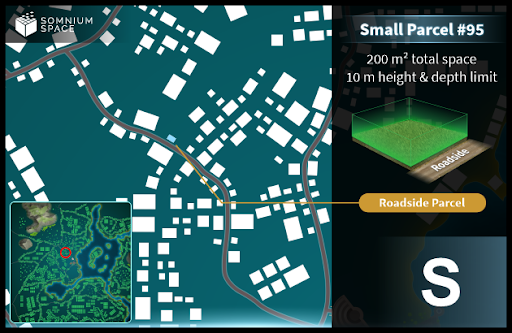 SOMNIUM
SPACE
Small Parcel #95
200 m² total space
10 m height & depth limit
Roadside
Roadside Parcel
S